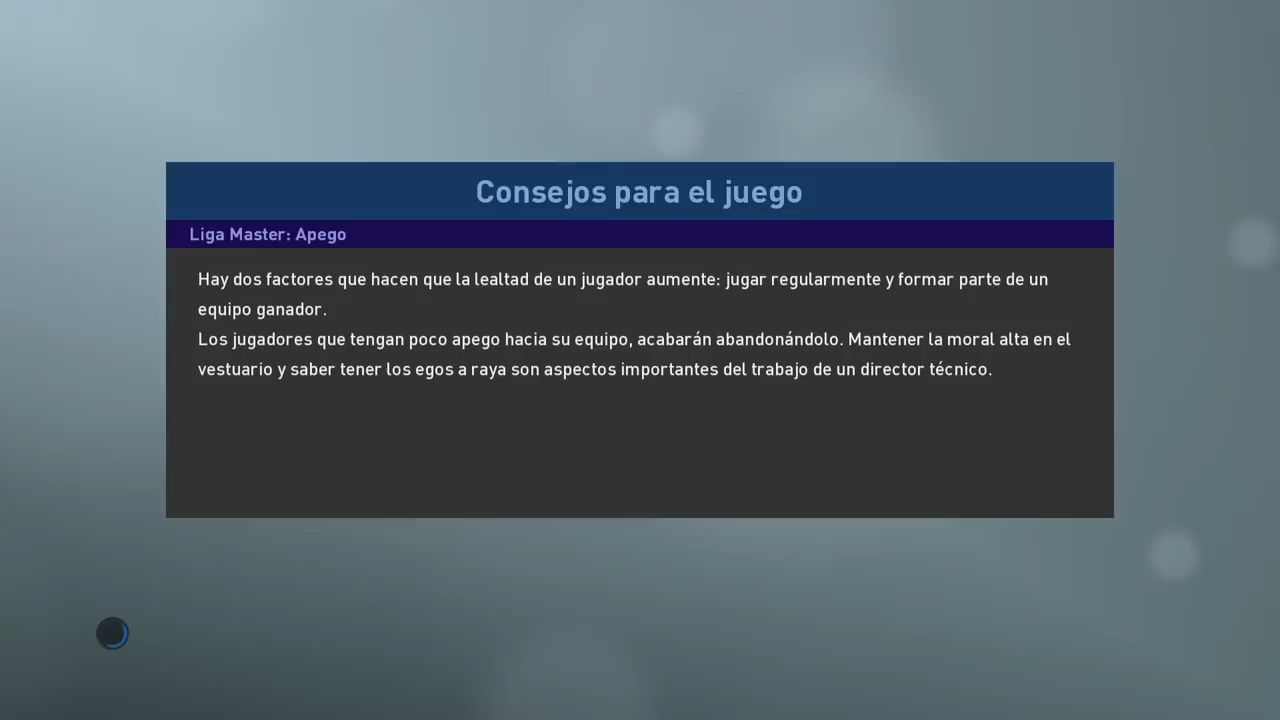 Consejos para el juego
Liga Master: Apego
Hay dos factores que hacen que la lealtad de un jugador aumente: jugar regularmente y formar parte de un
equipo ganador.
Los jugadores que tengan poco apego hacia su equipo, acabarán abandonándolo. Mantener la moral alta en el
vestuario y saber tener los egos a raya son aspectos importantes del trabajo de un director técnico.